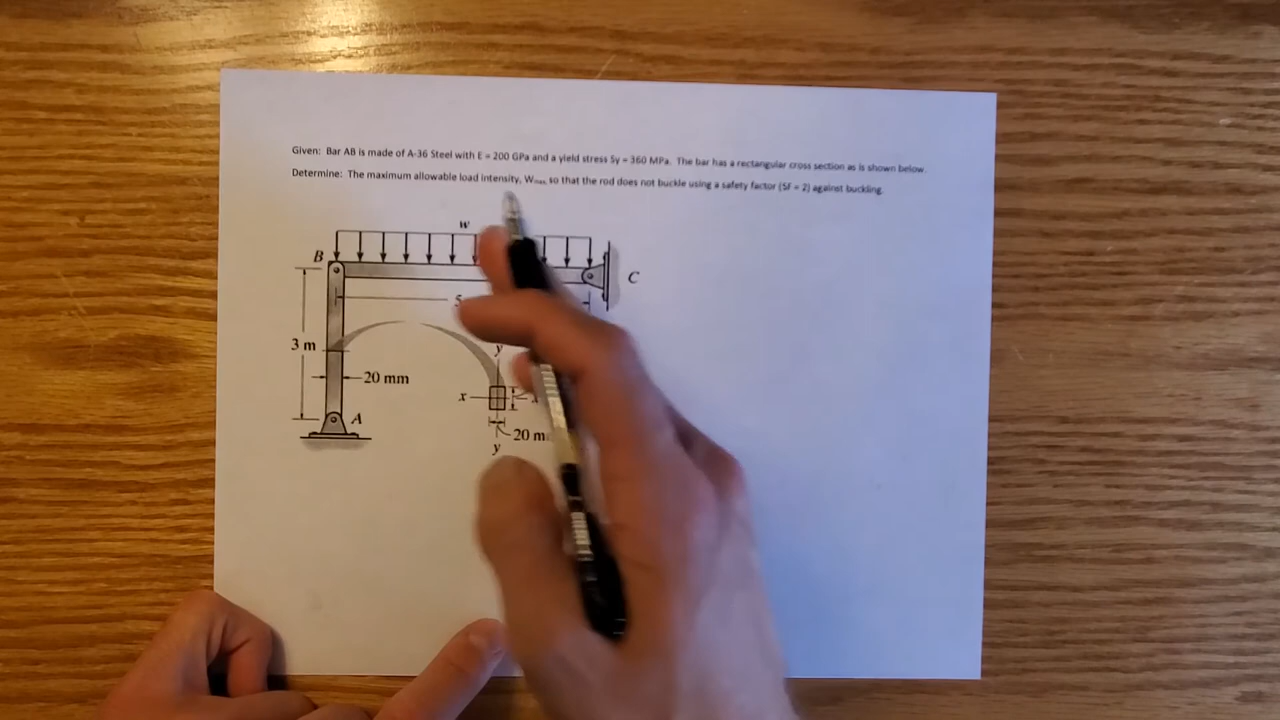 Given: Bar AB is made of A-36 Steel with E = 200 GPa and a yield stress Sy = 360 MPa. The bar has a rectangular cross section as is shown below.
Determine: The maximum allowable load intensity, Wmax, so that the rod does not buckle using a safety factor (SF = 2) against buckling.
w
B
C
5
3 m
y
20 mm
x
A
20 m
y